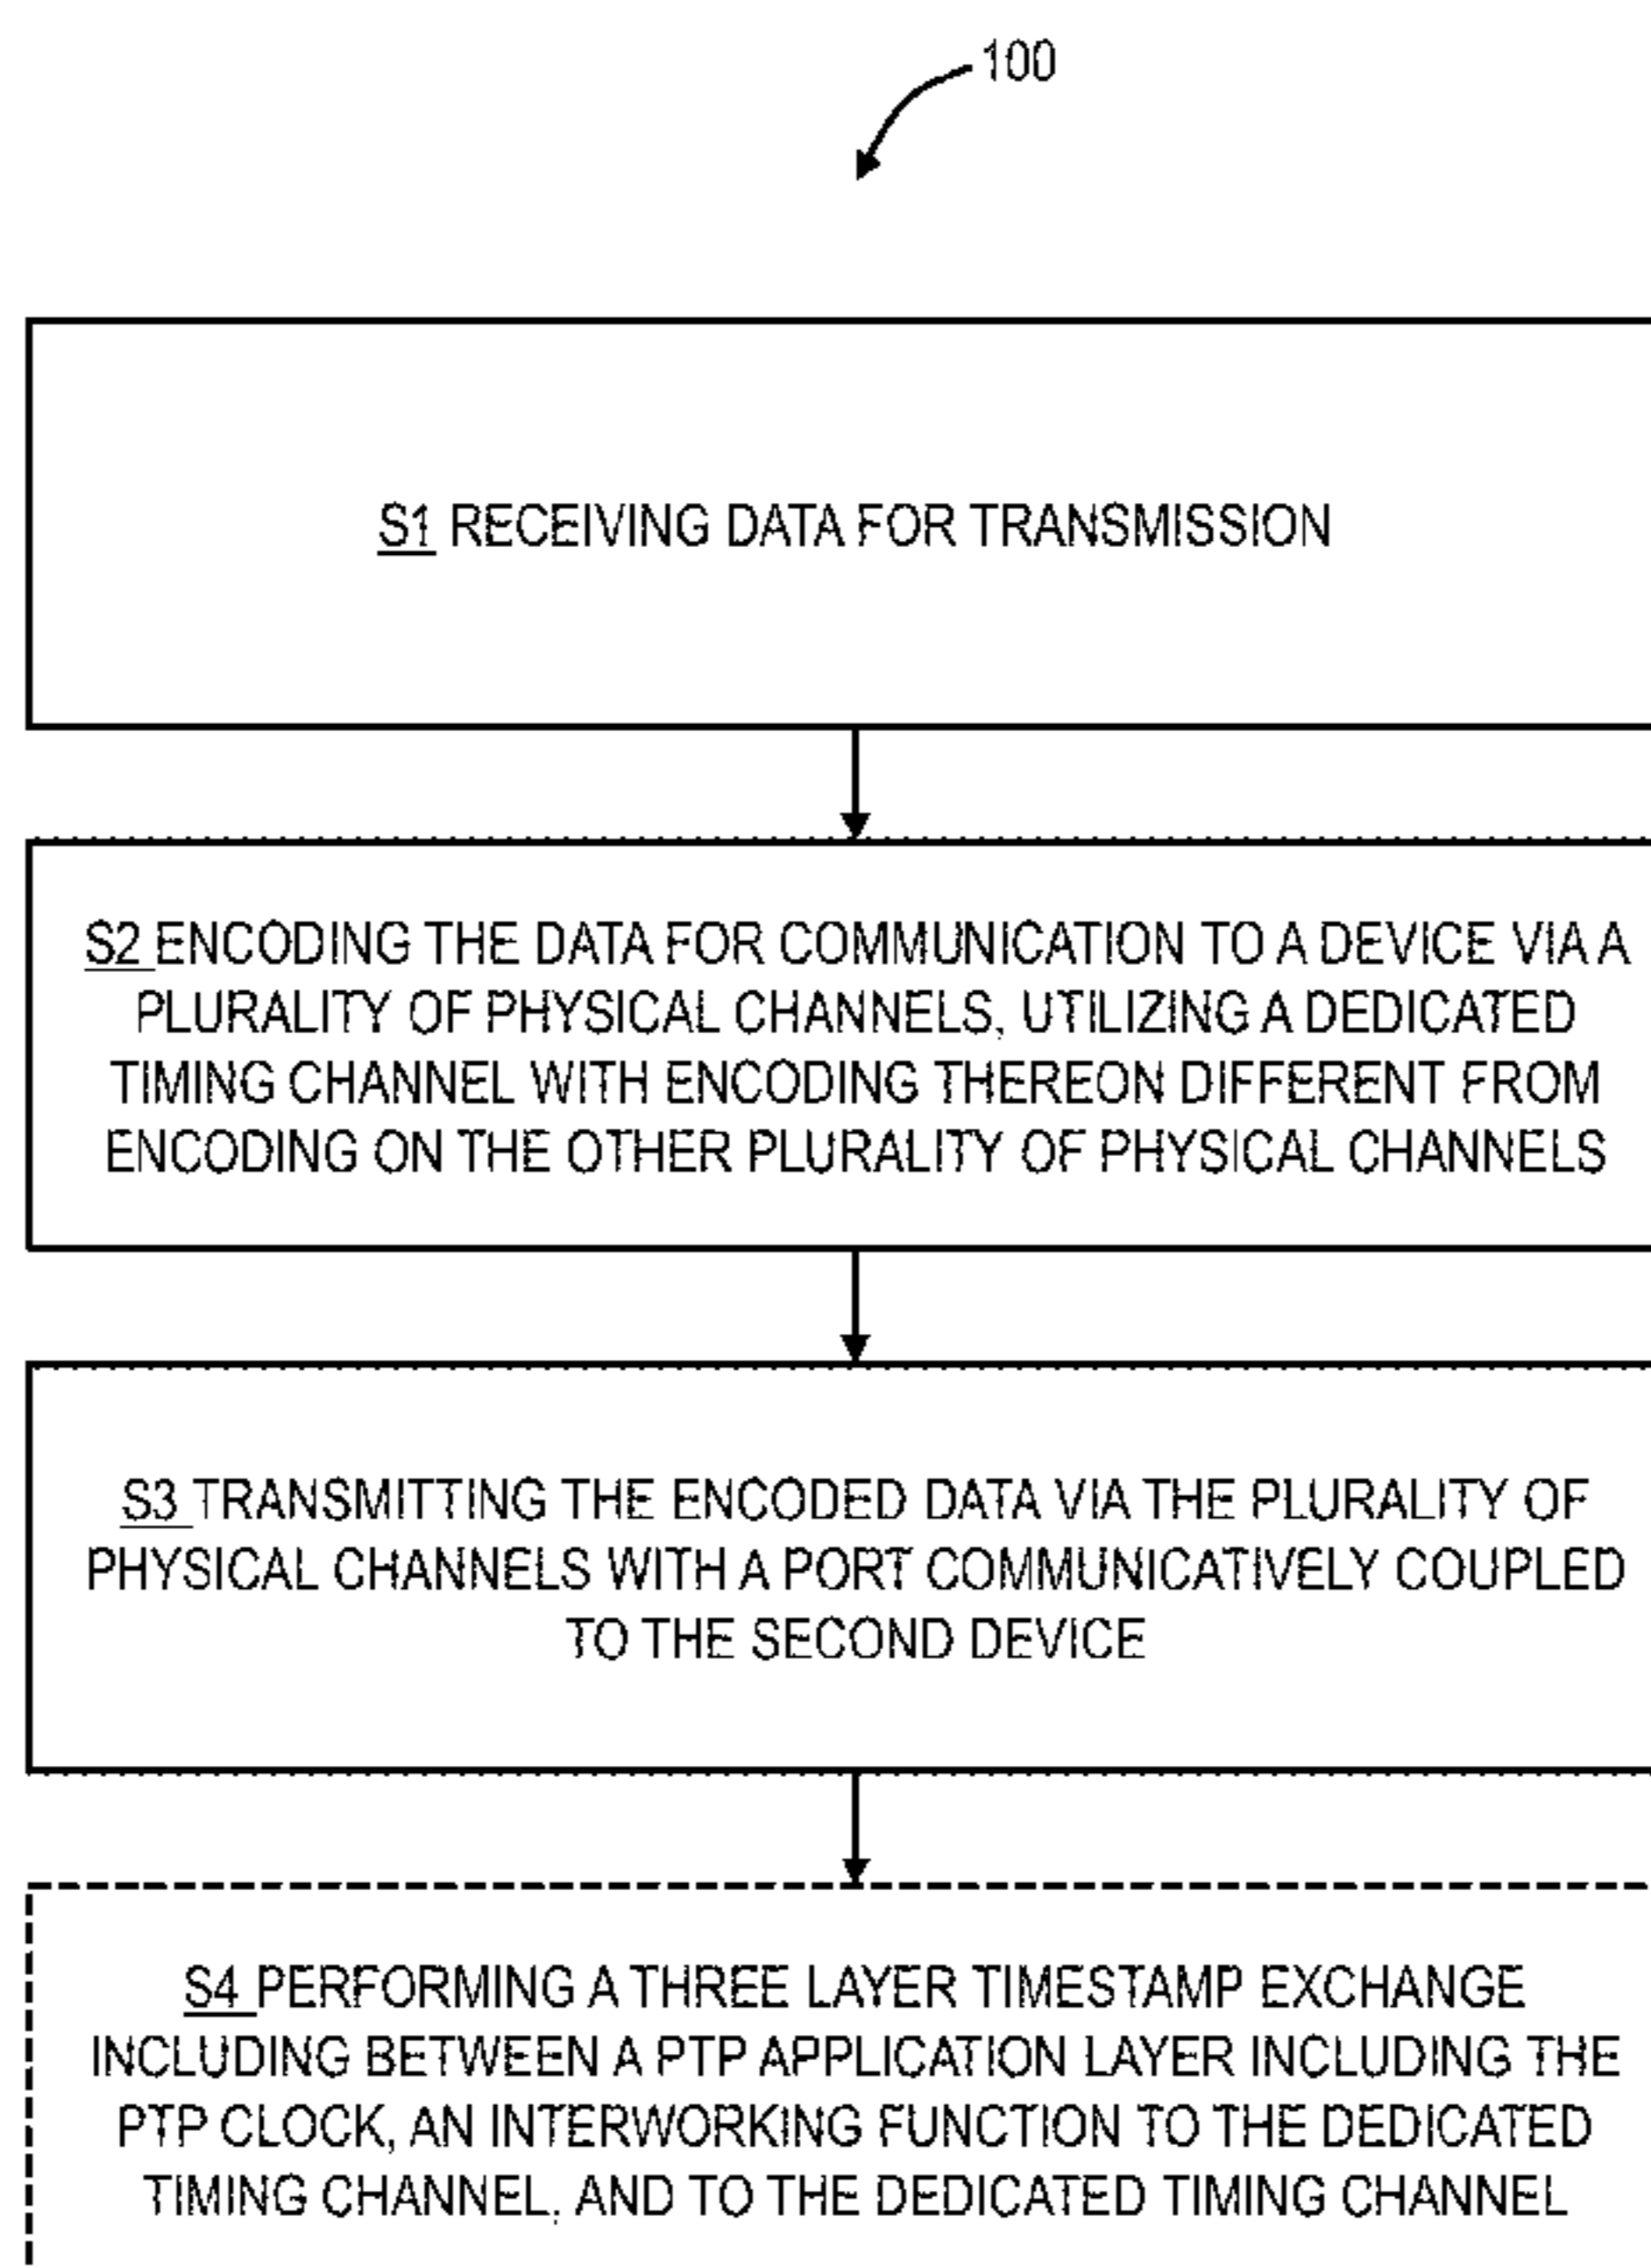 100
S1 RECEIVING DATA FOR TRANSMISSION
S2 ENCODING THE DATA FOR COMMUNICATION TO A DEVICE VIA A
PLURALITY OF PHYSICAL CHANNELS, UTILIZING A DEDICATED
TIMING CHANNEL WITH ENCODING THEREON DIFFERENT FROM
ENCODING ON THE OTHER PLURALITY OF PHYSICAL CHANNELS
S3 TRANSMITTING THE ENCODED DATA VIA THE PLURALITY OF
PHYSICAL CHANNELS WITH A PORT COMMUNICATIVELY COUPLED
TO THE SECOND DEVICE
S4 PERFORMING A THREE LAYER TIMESTAMP EXCHANGE
INCLUDING BETWEEN A PTP APPLICATION LAYER INCLUDING THE
PTP CLOCK, AN INTERWORKING FUNCTION TO THE DEDICATED
TIMING CHANNEL, AND TO THE DEDICATED TIMING CHANNEL